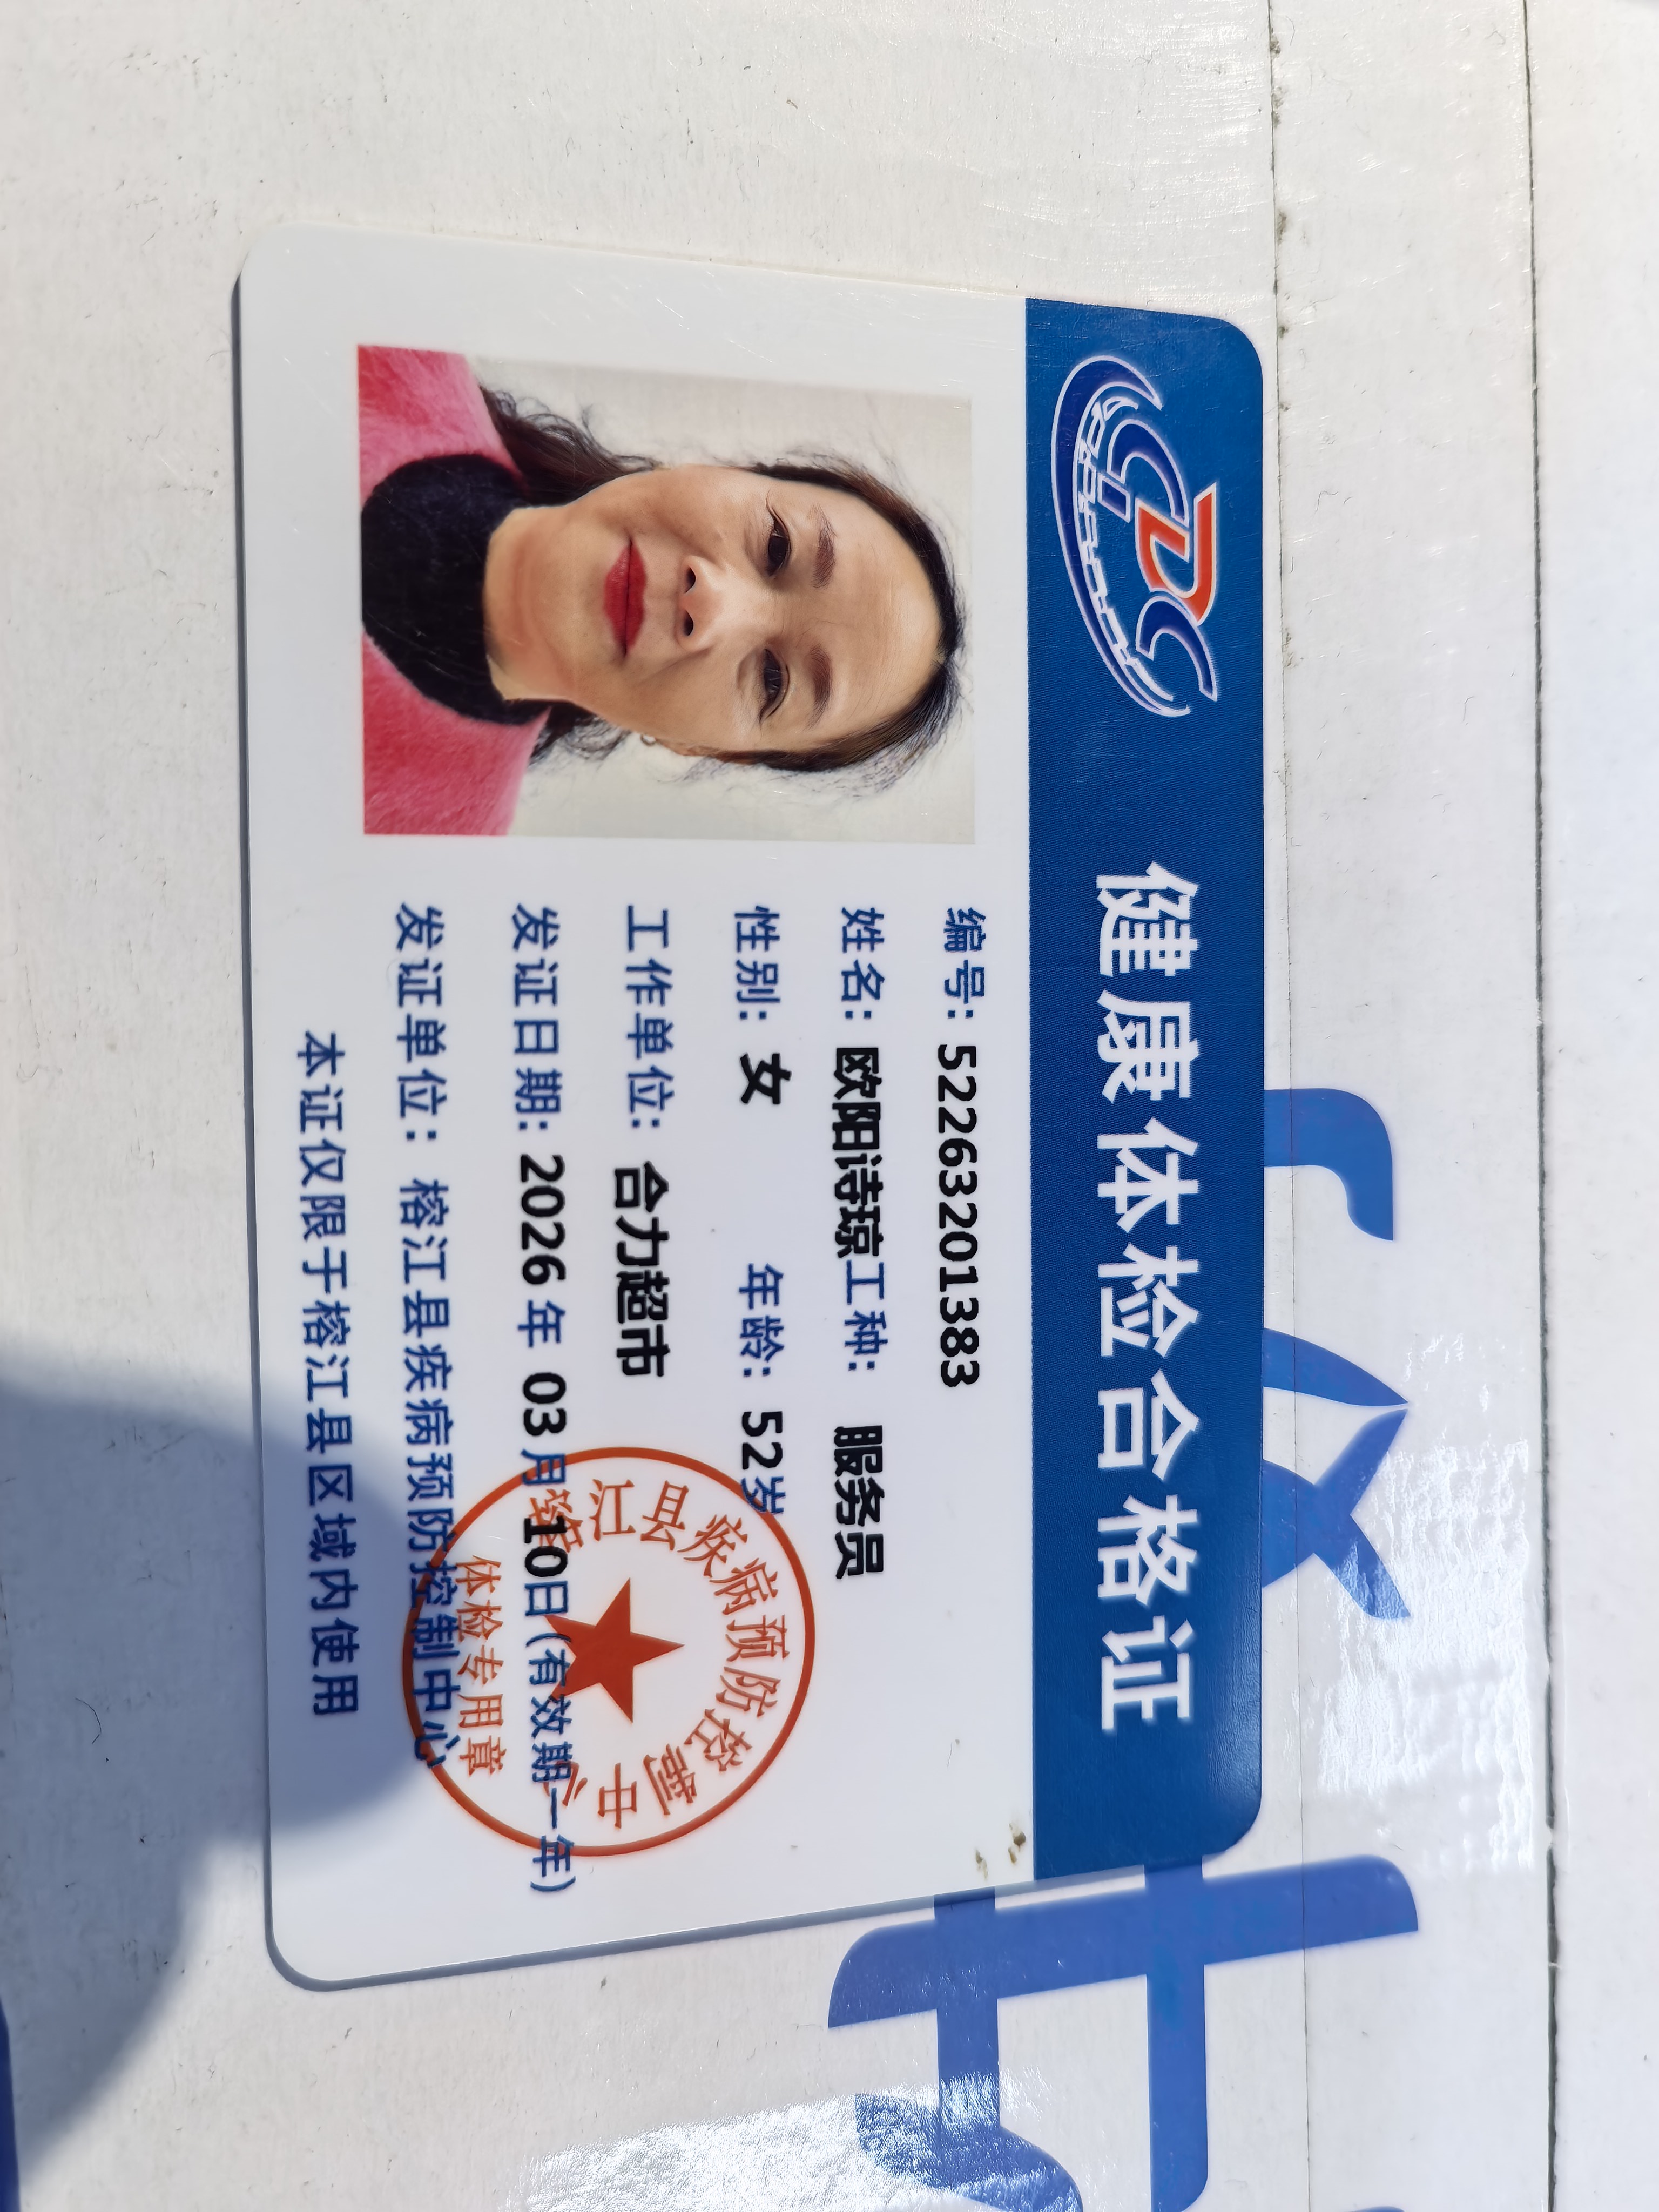 CDC
健康体检合格证
编号：5226320​1383
姓名：欧阳诗琼工种：服务员
性别：女 年龄：52岁
工作单位：合力超市
发证日期：2026年03月10日(有效期一年)
发证单位：榕江县疾病预防控制中心
本证仅限于榕江县区域内使用
榕江县疾病预防控制中心
体检专用章